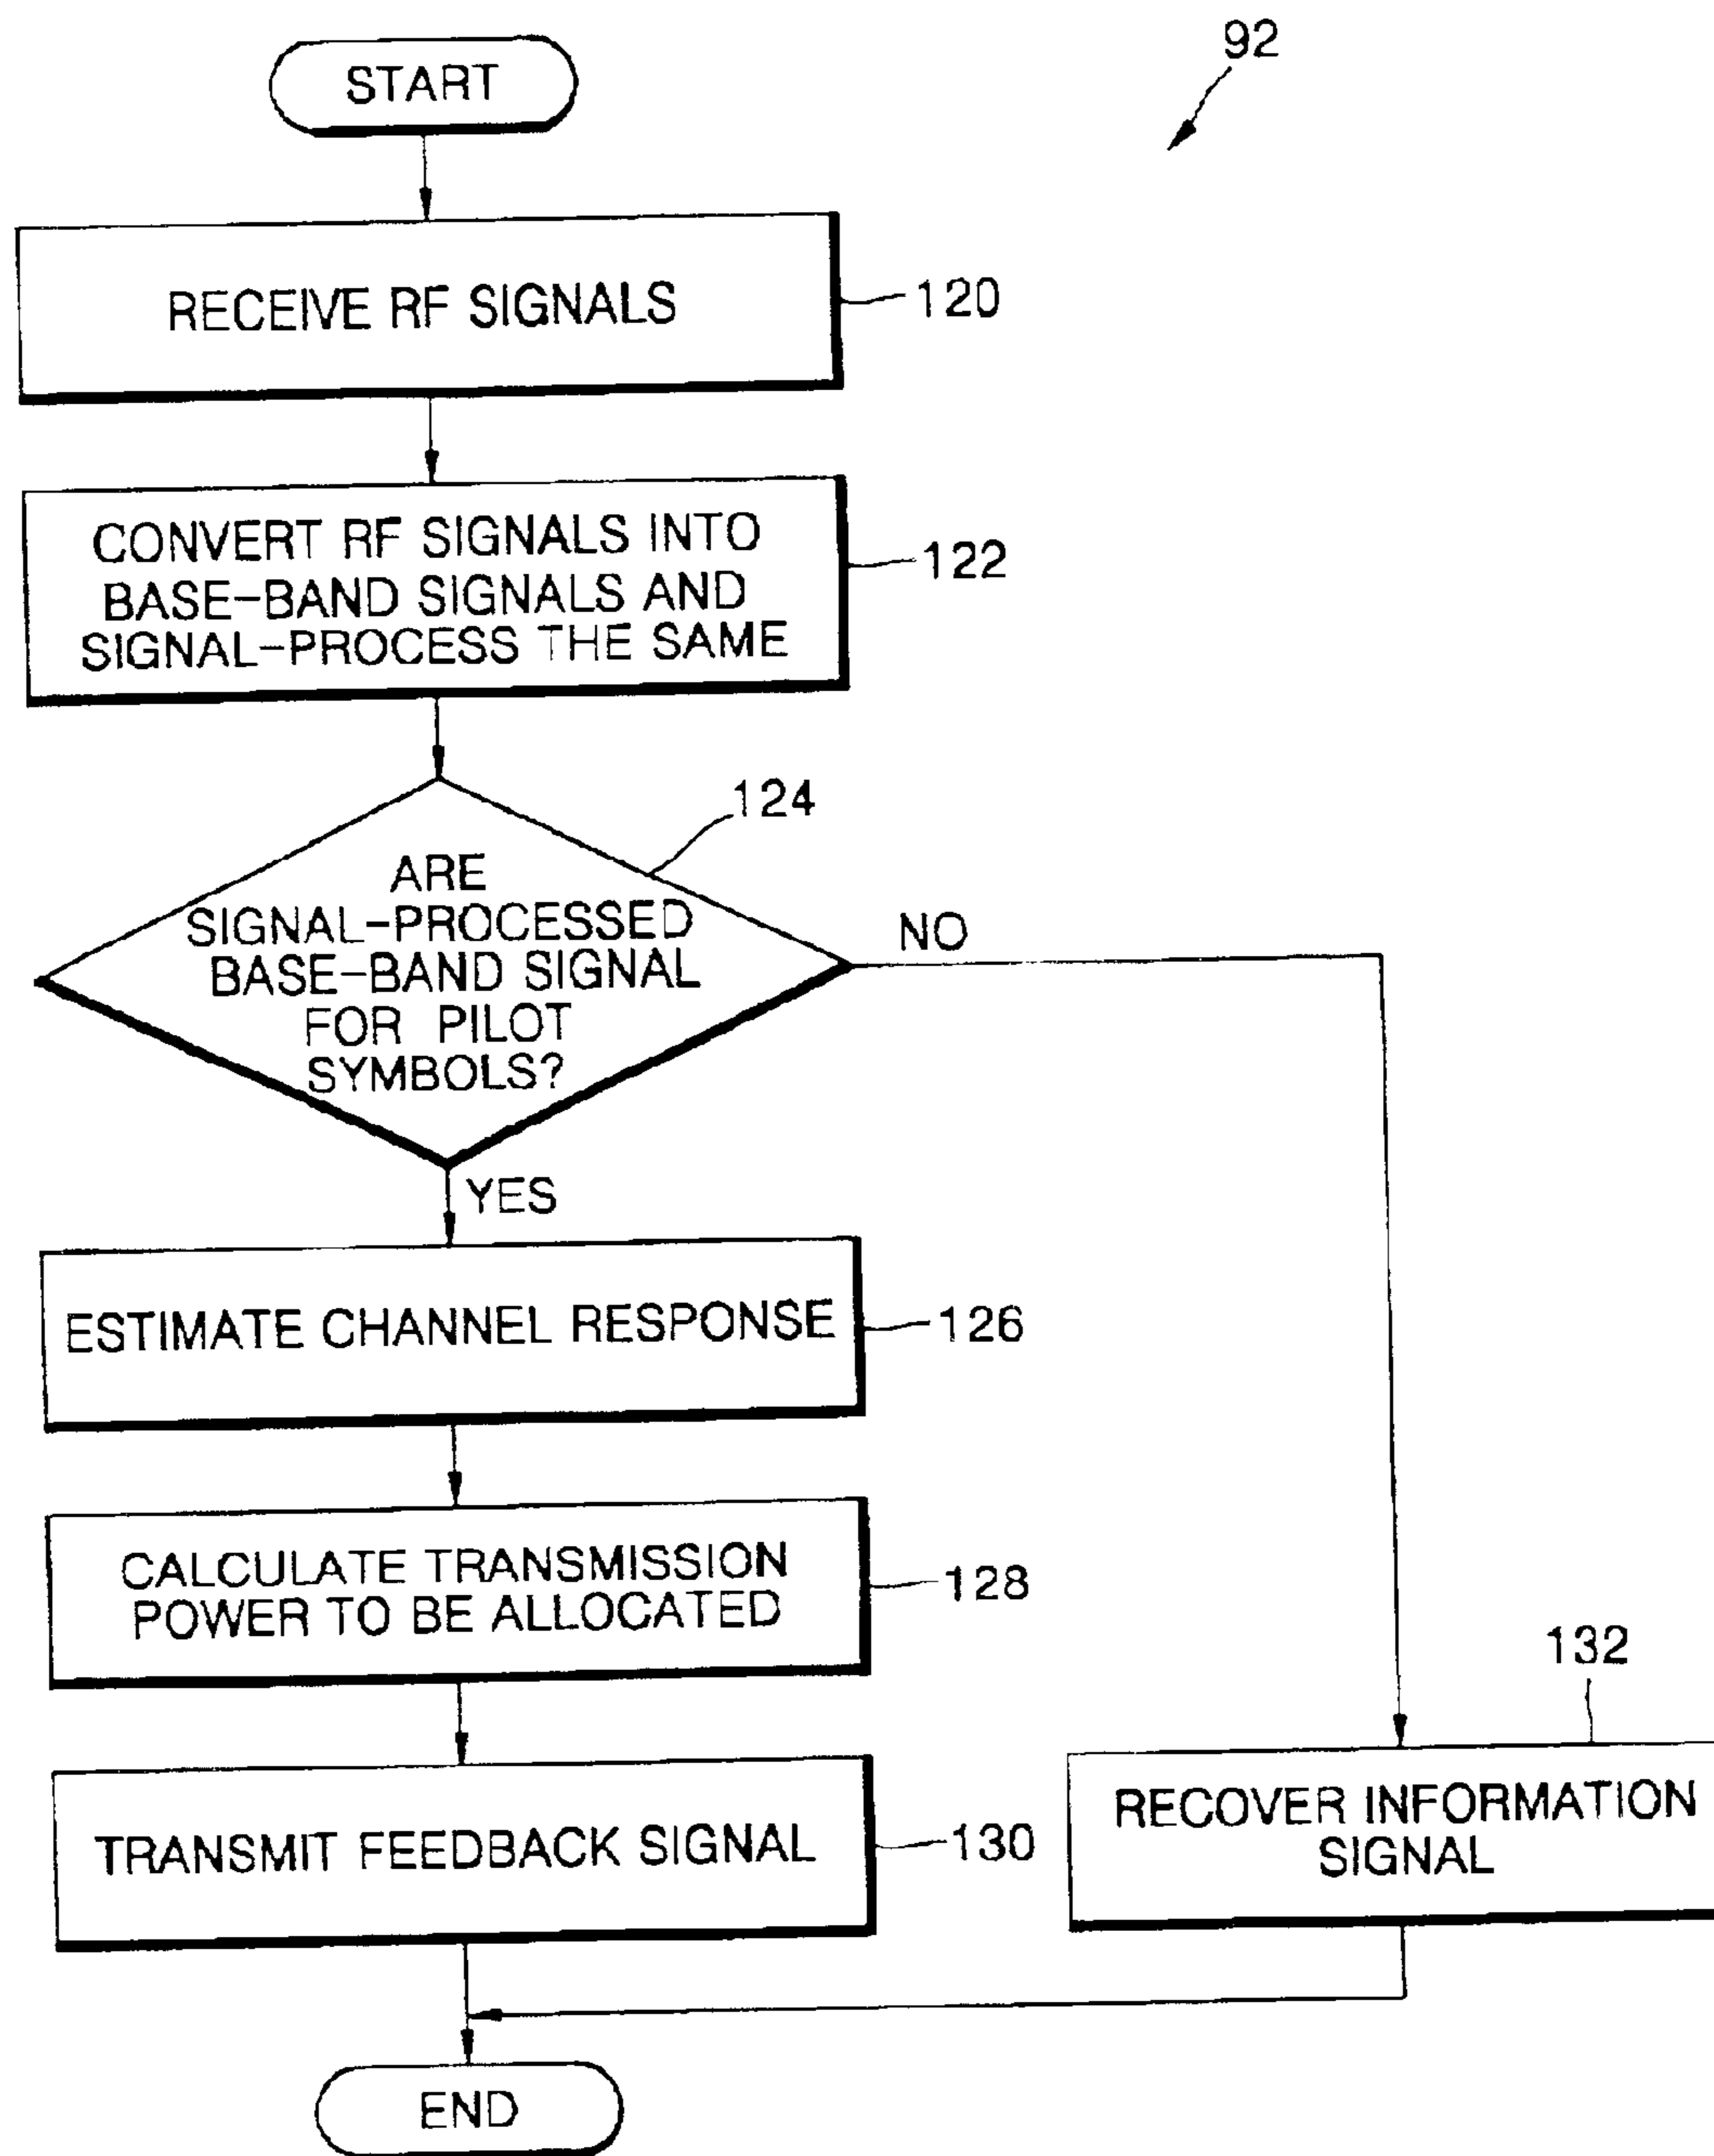 92
START
RECEIVE RF SIGNALS
120
CONVERT RF SIGNALS INTO
BASE-BAND SIGNALS AND
SIGNAL-PROCESS THE SAME
122
124
ARE
SIGNAL-PROCESSED
BASE-BAND SIGNAL
FOR PILOT
SYMBOLS?
NO
YES
ESTIMATE CHANNEL RESPONSE
126
CALCULATE TRANSMISSION
POWER TO BE ALLOCATED
128
132
TRANSMIT FEEDBACK SIGNAL
130
RECOVER INFORMATION
SIGNAL
END